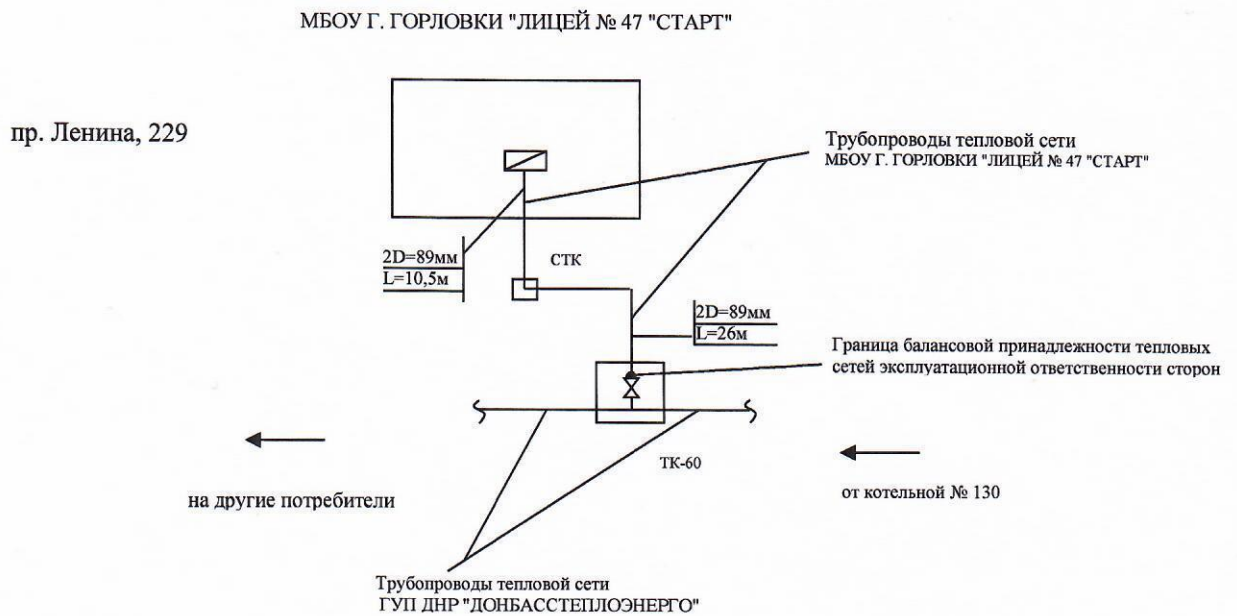 МБОУ Г. ГОРЛОВКИ "ЛИЦЕЙ № 47 "СТАРТ"
пр. Ленина, 229
Трубопроводы тепловой сети
МБОУ Г. ГОРЛОВКИ "ЛИЦЕЙ № 47 "СТАРТ"
2D=89мм
L=10,5м
СТК
2D=89мм
L=26м
Граница балансовой принадлежности тепловых
сетей эксплуатационной ответственности сторон
ТК-60
на другие потребители
от котельной № 130
Трубопроводы тепловой сети
ГУП ДНР "ДОНБАССТЕПЛОЭНЕРГО"